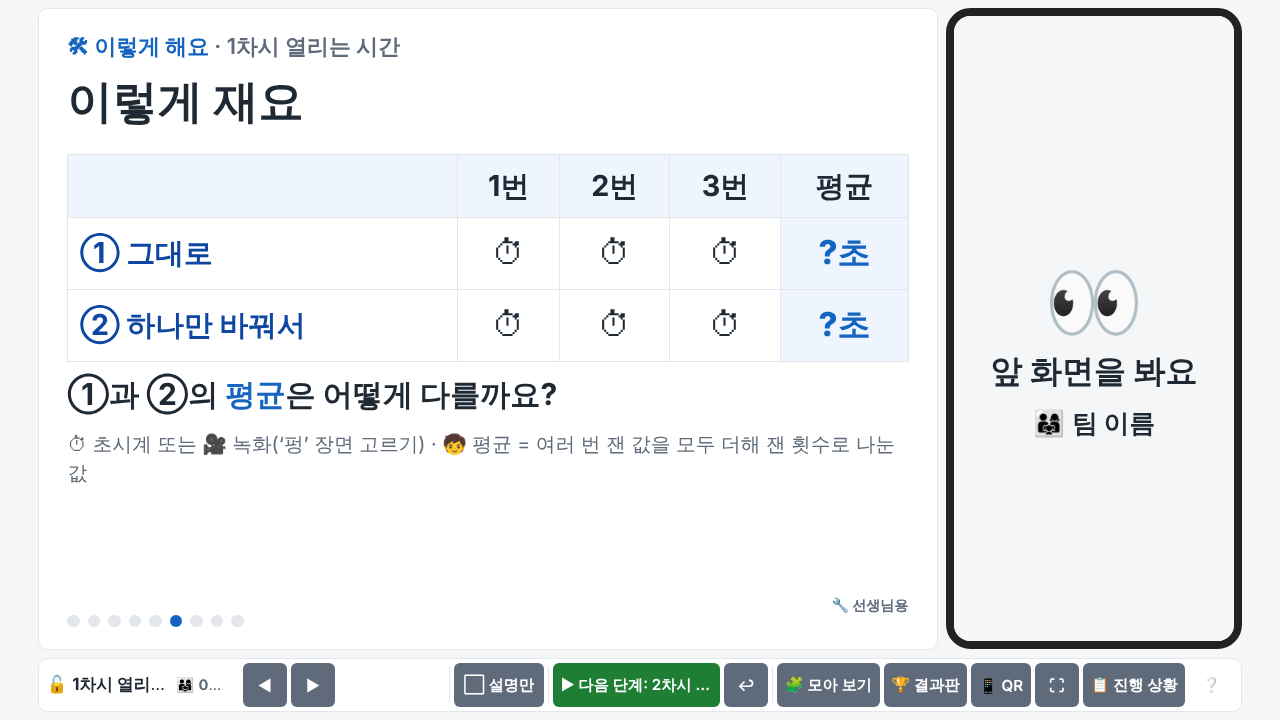 🛠 이렇게 해요 · 1차시 열리는 시간
이렇게 재요
1번 2번 3번 평균
① 그대로 ⏱ ⏱ ⏱ ?초
② 하나만 바꿔서 ⏱ ⏱ ⏱ ?초
①과 ②의 평균은 어떻게 다를까요?
⏱ 초시계 또는 🎥 녹화(‘펑’ 장면 고르기) · 🧒 평균 = 여러 번 잰 값을 모두 더해 잰 횟수로 나눈
값
🔧 선생님용
👀
앞 화면을 봐요
👨‍👩‍👧 팀 이름
🔓 1차시 열리… 👨‍👩‍👧 0… ◀ ▶ 설명만 ▶ 다음 단계: 2차시 … ↩ 🧩 모아 보기 🏆 결과판 📱 QR ⛶ 📋 진행 상황 ❔